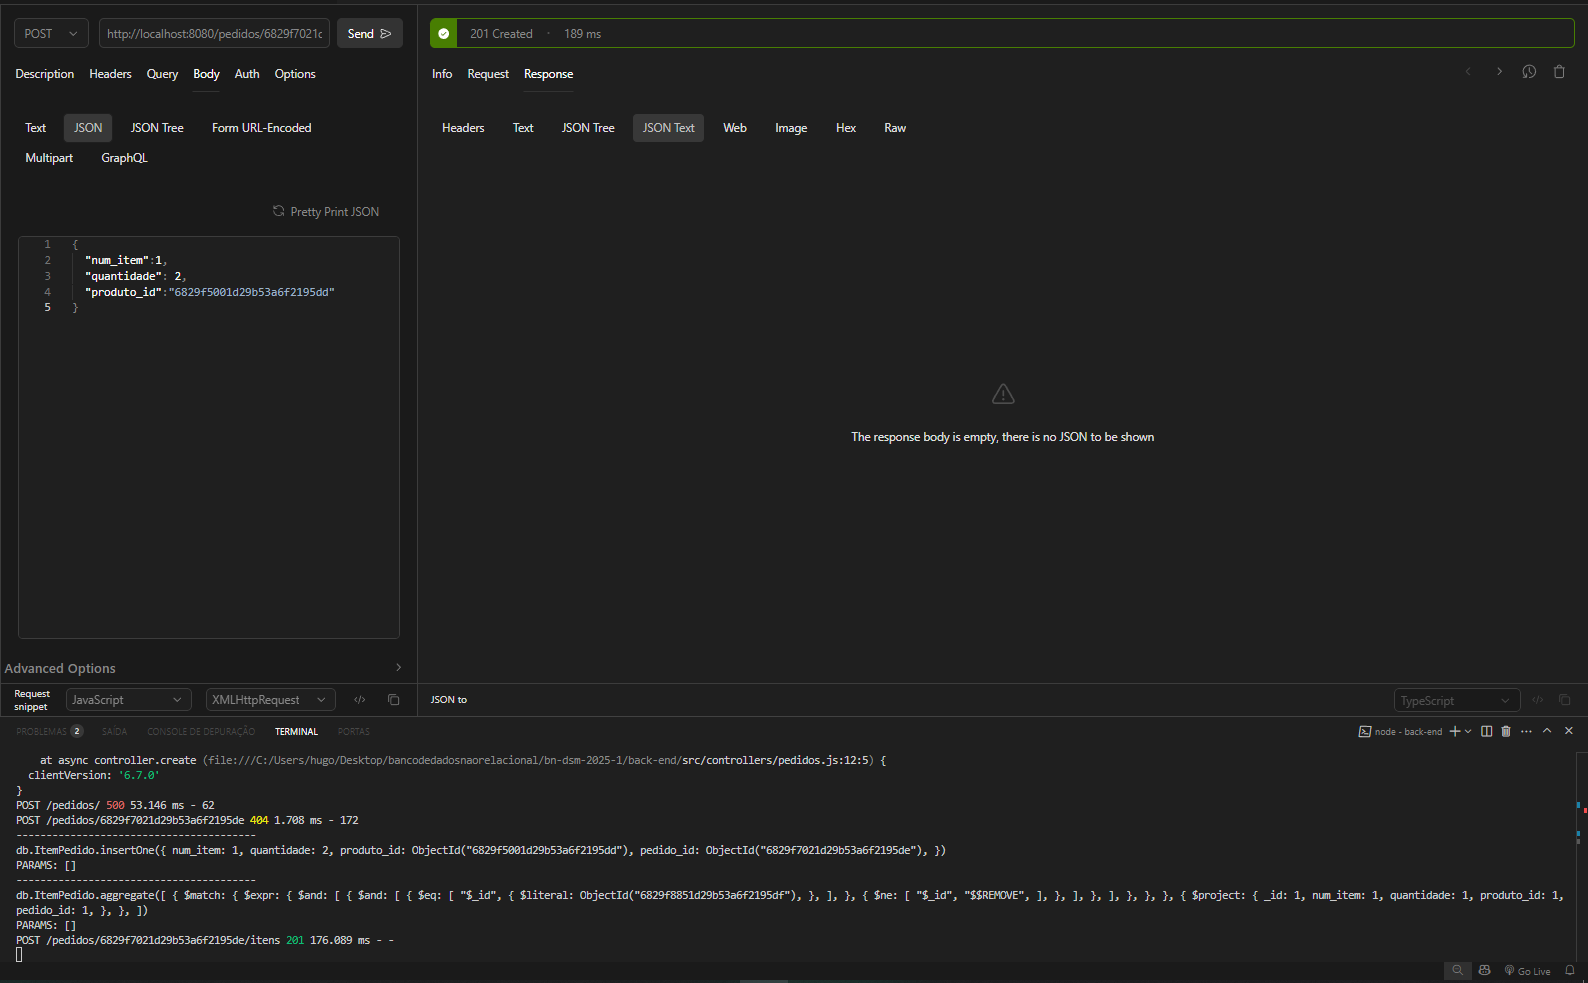 POST
http://localhost:8080/pedidos/6829f7021c
Send
Description Headers Query Body Auth Options
Text JSON JSON Tree Form URL-Encoded
Multipart GraphQL
Pretty Print JSON
1 {
2 "num_item":1,
3 "quantidade": 2,
4 "produto_id":"6829f5001d29b53a6f2195dd"
5 }
Advanced Options
Request snippet
JavaScript
XMLHttpRequest
201 Created · 189 ms
Info Request Response
Headers Text JSON Tree JSON Text Web Image Hex Raw
The response body is empty, there is no JSON to be shown
JSON to
TypeScript
PROBLEMAS 2 SAÍDA CONSOLE DE DEPURAÇÃO TERMINAL PORTAS
node - back-end
at async controller.create (file:///C:/Users/hugo/Desktop/bancodedadosnaorelacional/bn-dsm-2025-1/back-end/src/controllers/pedidos.js:12:5) {
clientVersion: '6.7.0'
}
POST /pedidos/ 500 53.146 ms - 62
POST /pedidos/6829f7021d29b53a6f2195de 404 1.708 ms - 172
----------------------------------------
db.ItemPedido.insertOne({ num_item: 1, quantidade: 2, produto_id: ObjectId("6829f5001d29b53a6f2195dd"), pedido_id: ObjectId("6829f7021d29b53a6f2195de"), })
PARAMS: []
----------------------------------------
db.ItemPedido.aggregate([ { $match: { $expr: { $and: [ { $and: [ { $eq: [ "$_id", { $literal: ObjectId("6829f8851d29b53a6f2195df"), }, ], }, { $ne: [ "$_id", "$$REMOVE", ], }, ], }, ], }, }, }, { $project: { _id: 1, num_item: 1, quantidade: 1, produto_id: 1,
pedido_id: 1, }, }, ])
PARAMS: []
POST /pedidos/6829f7021d29b53a6f2195de/itens 201 176.089 ms - -
Go Live